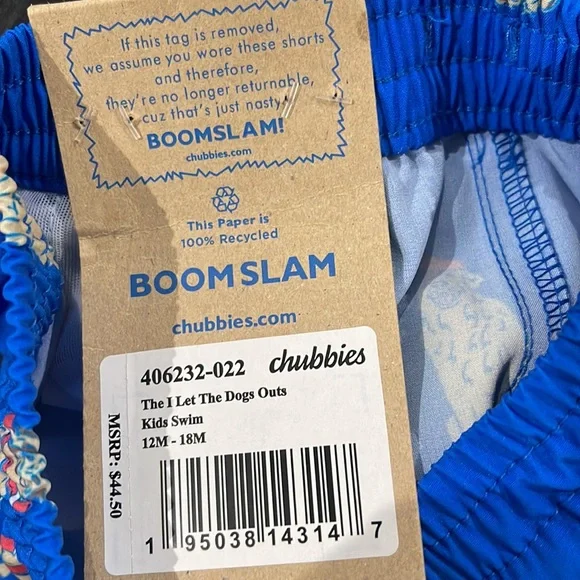 If this tag is removed,
we assume you wore these shorts
and therefore,
they're no longer returnable,
cuz that's just nasty
BOOMSLAM!
chubbies.com
This Paper is
100% Recycled
BOOMSLAM
chubbies.com
406232-022 chubbies
The I Let The Dogs Outs
Kids Swim
12M - 18M
MSRP: $44.50
1 95038 14314 7